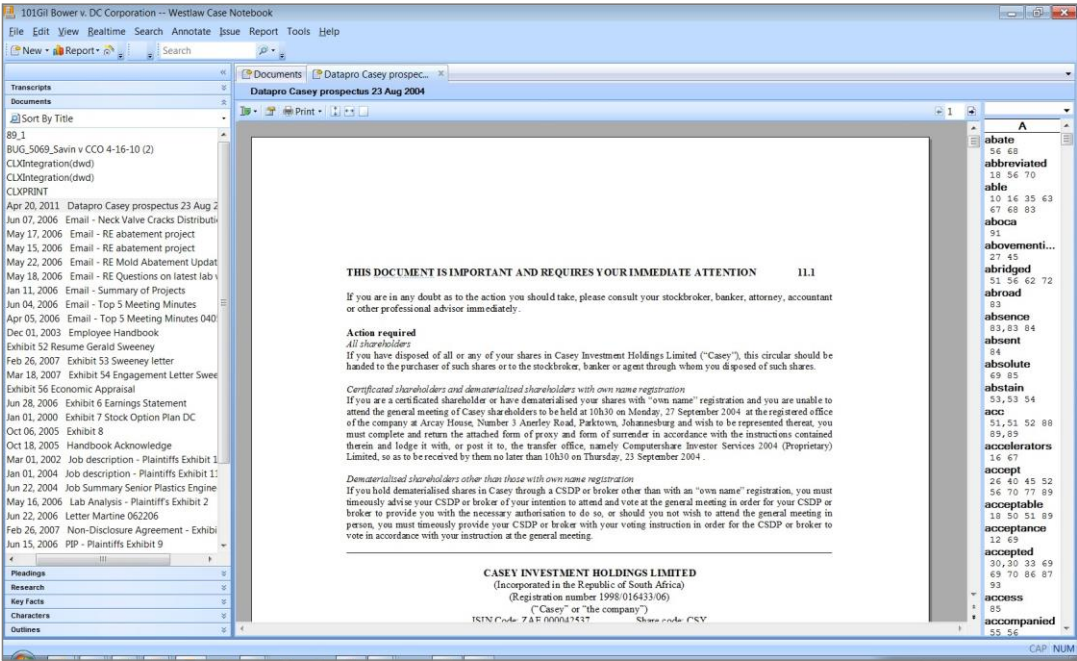 101Gil Bower v. DC Corporation -- Westlaw Case Notebook
File Edit View Realtime Search Annotate Issue Report Tools Help
New Report Search
Transcripts
Documents
Sort By Title
89_1
BUG_5069_Savin v CCO 4-16-10 (2)
CLXIntegration(dwd)
CLXIntegration(dwd)
CLXPRINT
Apr 20, 2011 Datapro Casey prospectus 23 Aug 2
Jun 07, 2006 Email - Neck Valve Cracks Distributi
May 17, 2006 Email - RE abatement project
May 15, 2006 Email - RE abatement project
May 22, 2006 Email - RE Mold Abatement Updat
May 18, 2006 Email - RE Questions on latest lab
Jan 11, 2006 Email - Summary of Projects
Jun 04, 2006 Email - Top 5 Meeting Minutes
Apr 05, 2006 Email - Top 5 Meeting Minutes 040
Dec 01, 2003 Employee Handbook
Exhibit 52 Resume Gerald Sweeney
Feb 26, 2007 Exhibit 53 Sweeney letter
Mar 18, 2007 Exhibit 54 Engagement Letter Swee
Exhibit 56 Economic Appraisal
Jun 28, 2006 Exhibit 6 Earnings Statement
Jan 01, 2000 Exhibit 7 Stock Option Plan DC
Oct 06, 2005 Exhibit 8
Oct 18, 2005 Handbook Acknowledge
Mar 01, 2002 Job description - Plaintiffs Exhibit 1
Jan 01, 2004 Job description - Plaintiffs Exhibit 11
Jun 22, 2004 Job Summary Senior Plastics Engine
May 16, 2006 Lab Analysis - Plaintiff's Exhibit 2
Jun 22, 2006 Letter Martine 062206
Feb 26, 2007 Non-Disclosure Agreement - Exhibi
Jun 15, 2006 PIP - Plaintiffs Exhibit 9
Pleadings
Research
Key Facts
Characters
Outlines
Documents Datapro Casey prospec...
Datapro Casey prospectus 23 Aug 2004
Print 1
THIS DOCUMENT IS IMPORTANT AND REQUIRES YOUR IMMEDIATE ATTENTION 11.1
If you are in any doubt as to the action you should take, please consult your stockbroker, banker, attorney, accountant
or other professional advisor immediately.
Action required
All shareholders
If you have disposed of all or any of your shares in Casey Investment Holdings Limited (“Casey”), this circular should be
handed to the purchaser of such shares or to the stockbroker, banker or agent through whom you disposed of such shares.
Certificated shareholders and dematerialised shareholders with own name registration
If you are a certificated shareholder or have dematerialised your shares with “own name” registration and you are unable to
attend the general meeting of Casey shareholders to be held at 10h30 on Monday, 27 September 2004 at the registered office
of the company at Arcay House, Number 3 Anerley Road, Parktown, Johannesburg and wish to be represented thereat, you
must complete and return the attached form of proxy and form of surrender in accordance with the instructions contained
therein and lodge it with, or post it to, the transfer office, namely Computershare Investor Services 2004 (Proprietary)
Limited, so as to be received by them no later than 10h30 on Thursday, 23 September 2004 .
Dematerialised shareholders other than those with own name registration
If you hold dematerialised shares in Casey through a CSDP or broker other than with an “own name” registration, you must
timeously advise your CSDP or broker of your intention to attend and vote at the general meeting in order for your CSDP or
broker to provide you with the necessary authorisation to do so, or should you not wish to attend the general meeting in
person, you must timeously provide your CSDP or broker with your voting instruction in order for the CSDP or broker to
vote in accordance with your instruction at the general meeting.
CASEY INVESTMENT HOLDINGS LIMITED
(Incorporated in the Republic of South Africa)
(Registration number 1998/016433/06)
(“Casey” or “the company”)
ISIN Code: ZAE 000042537 Share code: CSY
A
abate
56 68
abbreviated
18 56 70
able
10 16 35 63
67 68 83
aboca
91
abovementi...
27 45
abridged
51 56 62 72
abroad
83
absence
83,83 84
absent
84
absolute
69 85
abstain
53,53 54
acc
51,51 52 88
89,89
accelerators
16 67
accept
26 40 45 52
56 70 77 89
acceptable
18 50 51 89
acceptance
12 69
accepted
30,30 33 69
69 70 86 87
93
access
85
accompanied
55 56
CAP NUM